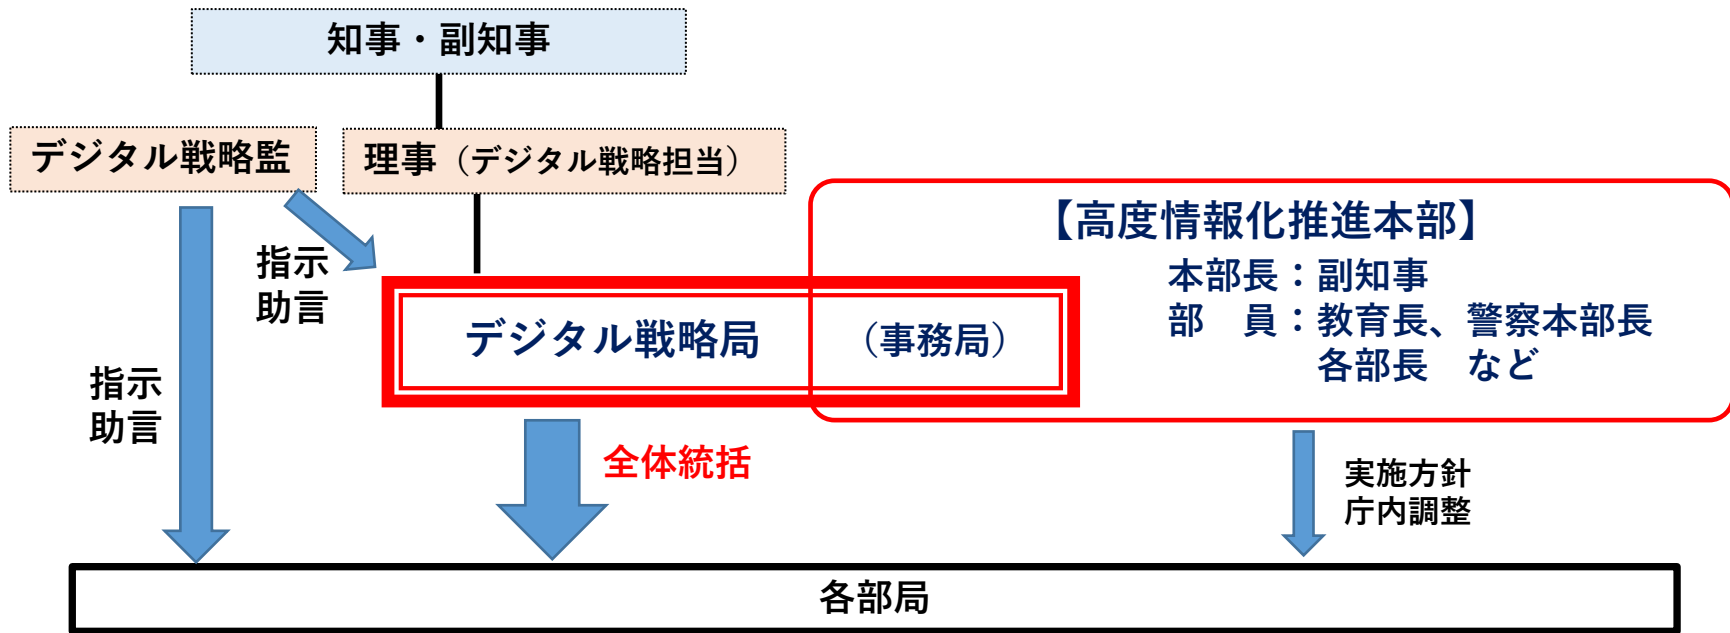 知事・副知事
デジタル戦略監
理事（デジタル戦略担当）
【高度情報化推進本部】
本部長：副知事
部　員：教育長、警察本部長
各部長　など
指示
助言
デジタル戦略局　（事務局）
指示
助言
全体統括
実施方針
庁内調整
各部局